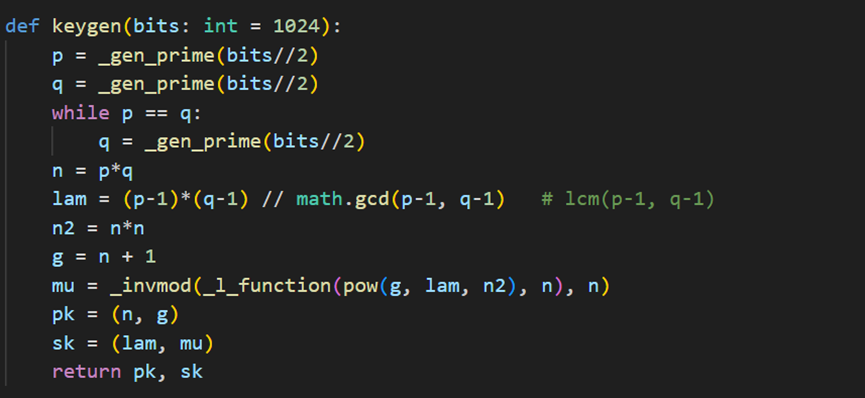 def keygen(bits: int = 1024):
    p = _gen_prime(bits//2)
    q = _gen_prime(bits//2)
    while p == q:
        q = _gen_prime(bits//2)
    n = p*q
    lam = (p-1)*(q-1) // math.gcd(p-1, q-1)   # lcm(p-1, q-1)
    n2 = n*n
    g = n + 1
    mu = _invmod(_l_function(pow(g, lam, n2), n), n)
    pk = (n, g)
    sk = (lam, mu)
    return pk, sk